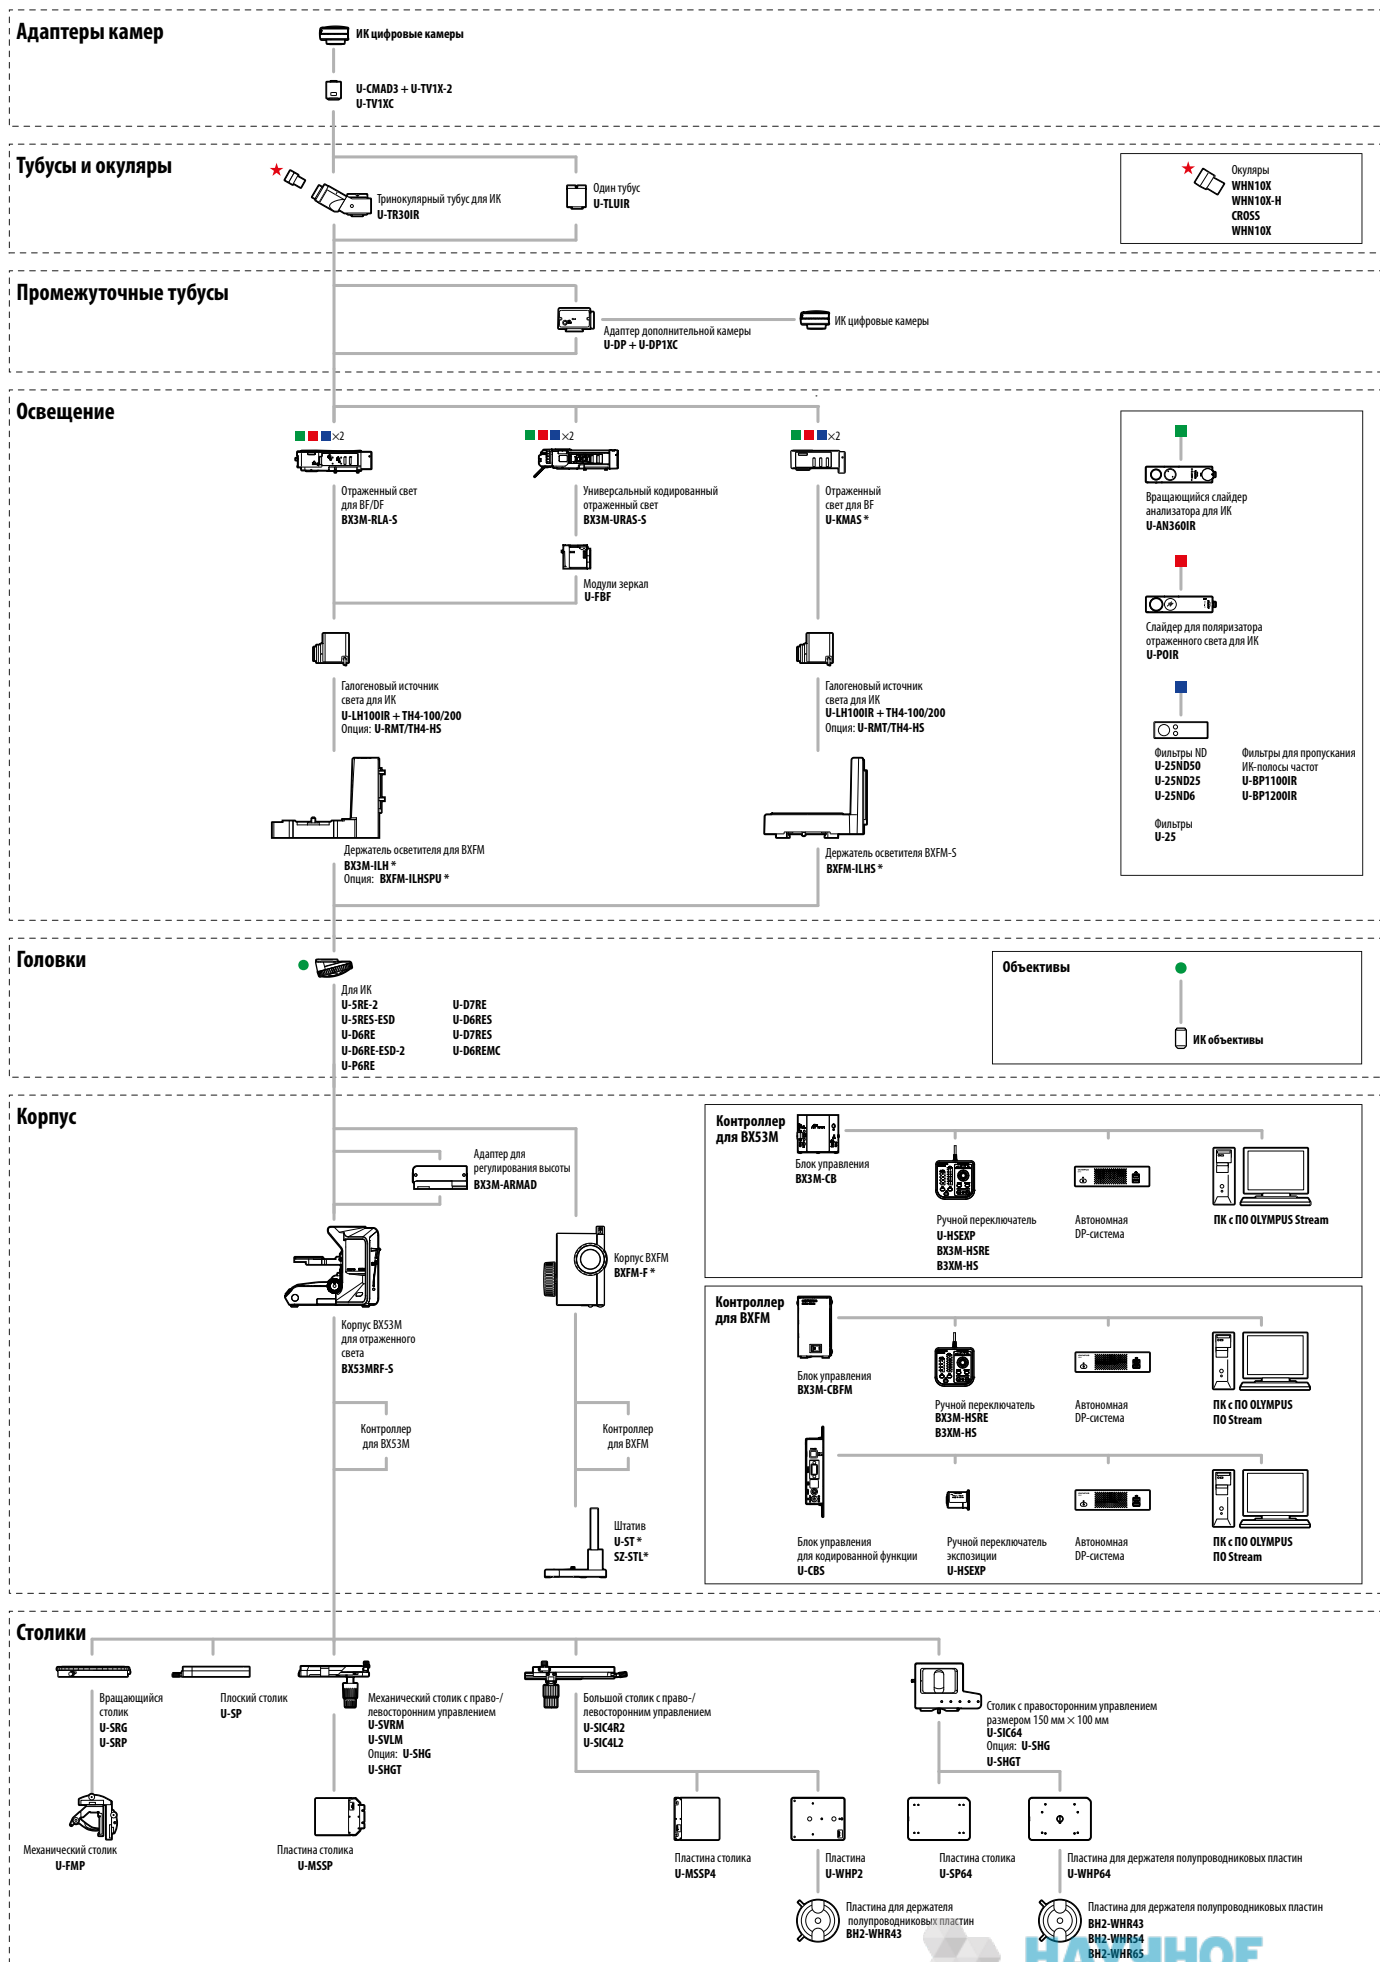 Адаптеры камер
ИК цифровые камеры
U-CMAD3 + U-TV1X-2
U-TV1XC
Тубусы и окуляры
Тринокулярный тубус для ИК
U-TR30IR
Один тубус
U-TLUIR
Окуляры
WHN10X
WHN10X-H
CROSS
WHN10X
Промежуточные тубусы
Адаптер дополнительной камеры
U-DP + U-DP1XC
ИК цифровые камеры
Освещение
×2
×2
×2
Отраженный свет
для BF/DF
BX3M-RLA-S
Универсальный кодированный
отраженный свет
BX3M-URAS-S
Отраженный
свет для BF
U-KMAS *
Модули зеркал
U-FBF
Галогеновый источник
света для ИК
U-LH100IR + TH4-100/200
Опция: U-RMT/TH4-HS
Галогеновый источник
света для ИК
U-LH100IR + TH4-100/200
Опция: U-RMT/TH4-HS
Держатель осветителя для BXFM
BX3M-ILH *
Опция: BXFM-ILHSPU *
Держатель осветителя BXFM-S
BXFM-ILHS *
Вращающийся слайдер
анализатора для ИК
U-AN360IR
Слайдер для поляризатора
отраженного света для ИК
U-POIR
Фильтры ND
U-25ND50
U-25ND25
U-25ND6
Фильтры
U-25
Фильтры для пропускания
ИК-полосы частот
U-BP1100IR
U-BP1200IR
Головки
Для ИК
U-5RE-2
U-5RES-ESD
U-D6RE
U-D6RE-ESD-2
U-P6RE
U-D7RE
U-D6RES
U-D7RES
U-D6REMC
Объективы
ИК объективы
Корпус
Адаптер для
регулирования высоты
BX3M-ARMAD
Корпус BXFM
BXFM-F *
Корпус BX53M
для отраженного
света
BX53MRF-S
Контроллер
для BX53M
Контроллер
для BXFM
Штатив
U-ST *
SZ-STL*
Контроллер
для BX53M
Блок управления
BX3M-CB
Ручной переключатель
U-HSEXP
BX3M-HSRE
B3XM-HS
Автономная
DP-система
ПК с ПО OLYMPUS Stream
Контроллер
для BXFM
Блок управления
BX3M-CBFM
Ручной переключатель
BX3M-HSRE
B3XM-HS
Автономная
DP-система
ПК с ПО OLYMPUS
ПО Stream
Блок управления
для кодированной функции
U-CBS
Ручной переключатель
экспозиции
U-HSEXP
Автономная
DP-система
ПК с ПО OLYMPUS
ПО Stream
Столики
Вращающийся
столик
U-SRG
U-SRP
Плоский столик
U-SP
Механический столик с право-/
левосторонним управлением
U-SVRM
U-SVLM
Опция: U-SHG
U-SHGT
Большой столик с право-/
левосторонним управлением
U-SIC4R2
U-SIC4L2
Столик с правосторонним управлением
размером 150 мм × 100 мм
U-SIC64
Опция: U-SHG
U-SHGT
Механический столик
U-FMP
Пластина столика
U-MSSP
Пластина столика
U-MSSP4
Пластина
U-WHP2
Пластина столика
U-SP64
Пластина для держателя полупроводниковых пластин
U-WHP64
Пластина для держателя
полупроводниковых пластин
BH2-WHR43
Пластина для держателя полупроводниковых пластин
BH2-WHR43
BH2-WHR54
BH2-WHR65
НАУЧНОЕ